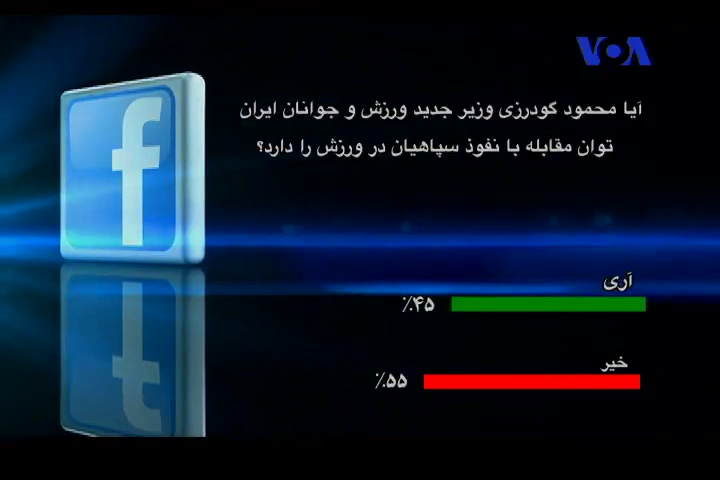 VOA
آیا محمود گودرزی وزیر جدید ورزش و جوانان ایران
توان مقابله با نفوذ سپاهیان در ورزش را دارد؟
آری
٪۴۵
خیر
٪۵۵